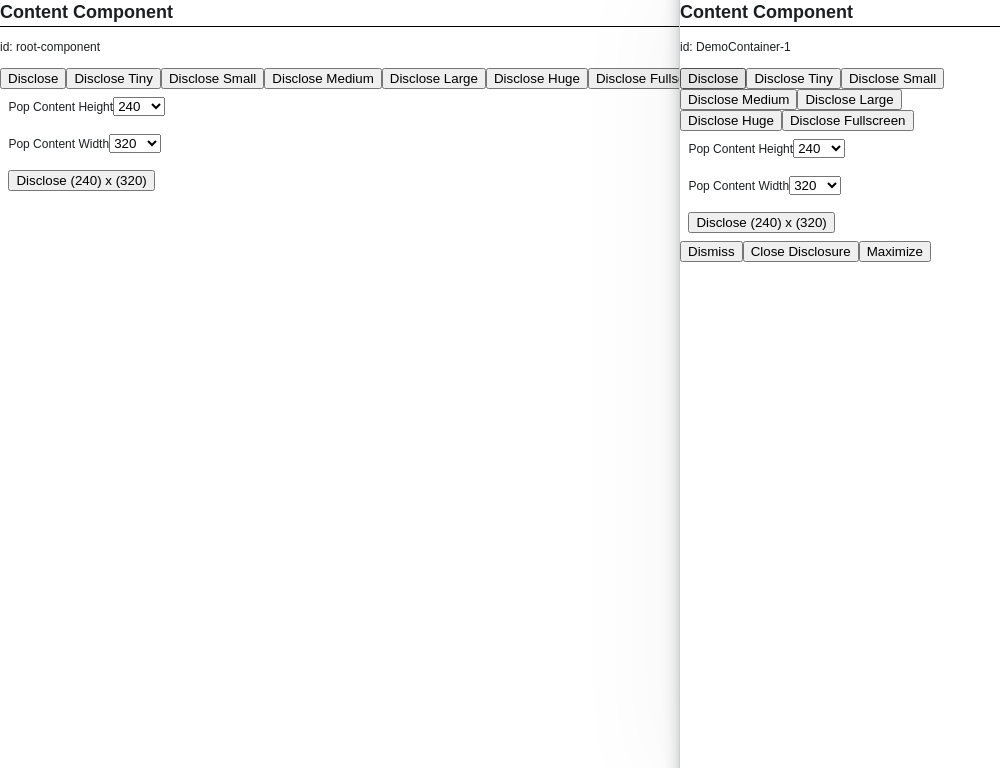 Content Component
id: root-component
Disclose Disclose Tiny Disclose Small Disclose Medium Disclose Large Disclose Huge Disclose Fulls
Pop Content Height 240
Pop Content Width 320
Disclose (240) x (320)
Content Component
id: DemoContainer-1
Disclose Disclose Tiny Disclose Small
Disclose Medium Disclose Large
Disclose Huge Disclose Fullscreen
Pop Content Height 240
Pop Content Width 320
Disclose (240) x (320)
Dismiss Close Disclosure Maximize